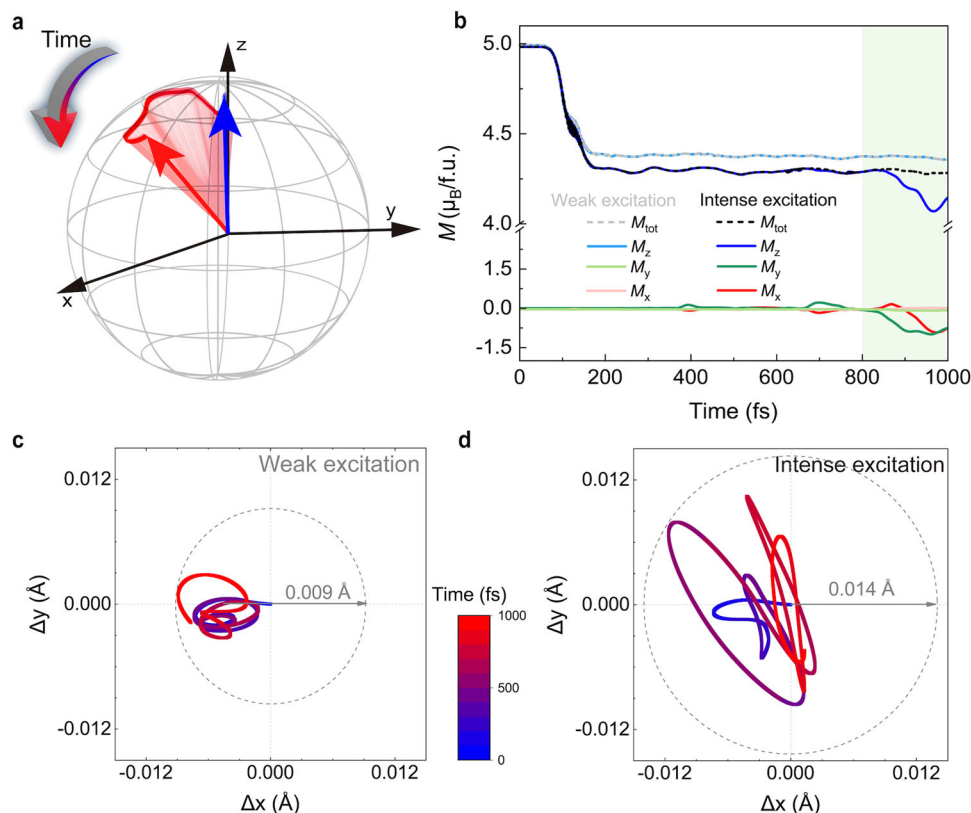 a
Time
z
y
x
b
M (μB/f.u.)
5.0
4.5
4.0
1.5
0.0
-1.5
Weak excitation
Mtot
Mz
My
Mx
Intense excitation
Mtot
Mz
My
Mx
0
200
400
600
800
1000
Time (fs)
c
Weak excitation
Δy (Å)
0.012
0.000
-0.012
0.009 Å
-0.012
0.000
0.012
Δx (Å)
Time (fs)
1000
500
0
d
Intense excitation
Δy (Å)
0.012
0.000
-0.012
0.014 Å
-0.012
0.000
0.012
Δx (Å)